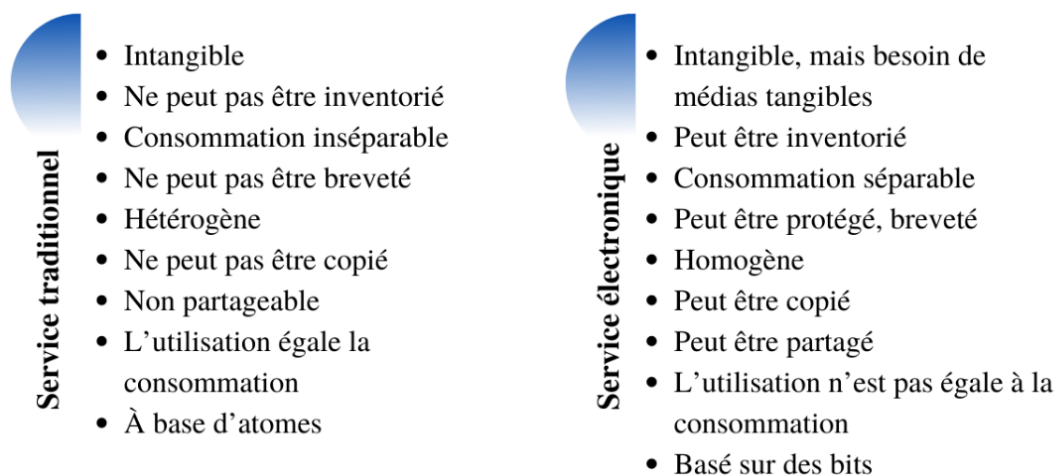 Service traditionnel
• Intangible
• Ne peut pas être inventorié
• Consommation inséparable
• Ne peut pas être breveté
• Hétérogène
• Ne peut pas être copié
• Non partageable
• L’utilisation égale la
consommation
• À base d’atomes
Service électronique
• Intangible, mais besoin de
médias tangibles
• Peut être inventorié
• Consommation séparable
• Peut être protégé, breveté
• Homogène
• Peut être copié
• Peut être partagé
• L’utilisation n’est pas égale à la
consommation
• Basé sur des bits